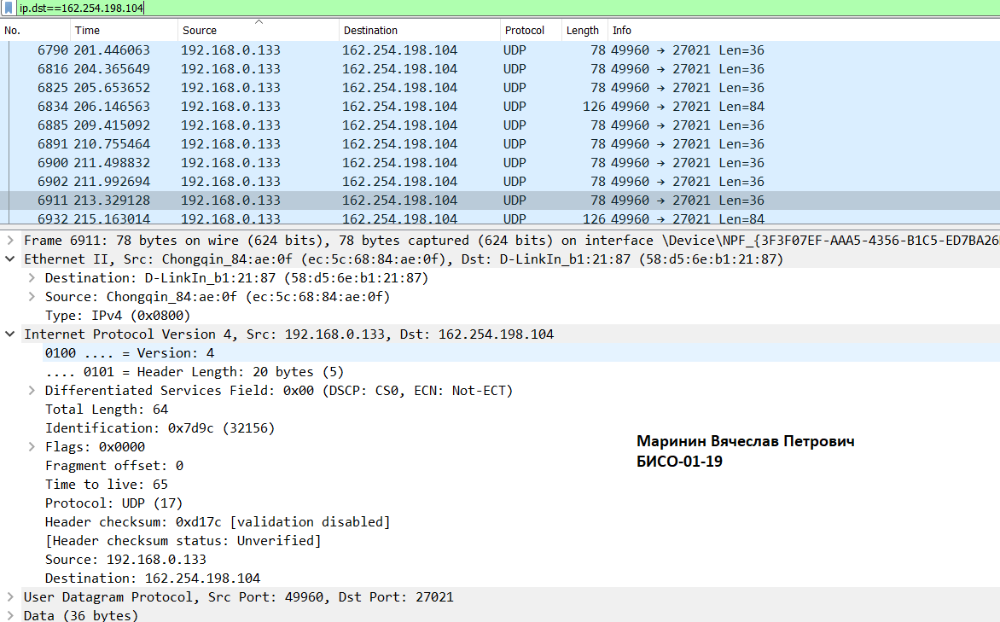 ip.dst==162.254.198.104
No. Time Source Destination Protocol Length Info
6790 201.446063 192.168.0.133 162.254.198.104 UDP 78 49960 → 27021 Len=36
6816 204.365649 192.168.0.133 162.254.198.104 UDP 78 49960 → 27021 Len=36
6825 205.653652 192.168.0.133 162.254.198.104 UDP 78 49960 → 27021 Len=36
6834 206.146563 192.168.0.133 162.254.198.104 UDP 126 49960 → 27021 Len=84
6885 209.415092 192.168.0.133 162.254.198.104 UDP 78 49960 → 27021 Len=36
6891 210.755464 192.168.0.133 162.254.198.104 UDP 78 49960 → 27021 Len=36
6900 211.498832 192.168.0.133 162.254.198.104 UDP 78 49960 → 27021 Len=36
6902 211.992694 192.168.0.133 162.254.198.104 UDP 78 49960 → 27021 Len=36
6911 213.329128 192.168.0.133 162.254.198.104 UDP 78 49960 → 27021 Len=36
6932 215.163014 192.168.0.133 162.254.198.104 UDP 126 49960 → 27021 Len=84
Frame 6911: 78 bytes on wire (624 bits), 78 bytes captured (624 bits) on interface \Device\NPF_{3F3F07EF-AAA5-4356-B1C5-ED7BA26
Ethernet II, Src: Chongqin_84:ae:0f (ec:5c:68:84:ae:0f), Dst: D-LinkIn_b1:21:87 (58:d5:6e:b1:21:87)
Destination: D-LinkIn_b1:21:87 (58:d5:6e:b1:21:87)
Source: Chongqin_84:ae:0f (ec:5c:68:84:ae:0f)
Type: IPv4 (0x0800)
Internet Protocol Version 4, Src: 192.168.0.133, Dst: 162.254.198.104
0100 .... = Version: 4
.... 0101 = Header Length: 20 bytes (5)
Differentiated Services Field: 0x00 (DSCP: CS0, ECN: Not-ECT)
Total Length: 64
Identification: 0x7d9c (32156)
Flags: 0x0000
Fragment offset: 0
Time to live: 65
Protocol: UDP (17)
Header checksum: 0xd17c [validation disabled]
[Header checksum status: Unverified]
Source: 192.168.0.133
Destination: 162.254.198.104
User Datagram Protocol, Src Port: 49960, Dst Port: 27021
Data (36 bytes)
Маринин Вячеслав Петрович
БИСО-01-19